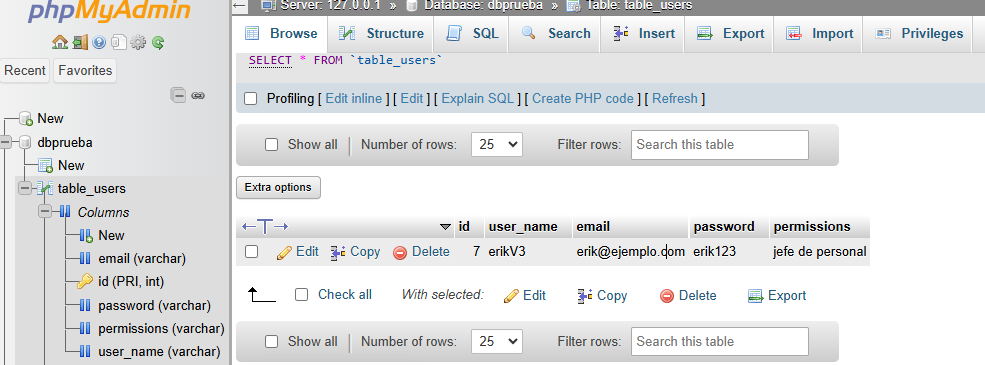 phpMyAdmin
Server: 127.0.0.1 » Database: dbprueba » Table: table_users
Browse Structure SQL Search Insert Export Import Privileges
SELECT * FROM `table_users`
Recent Favorites
Profiling [ Edit inline ] [ Edit ] [ Explain SQL ] [ Create PHP code ] [ Refresh ]
New
dbprueba
New
table_users
Columns
New
email (varchar)
id (PRI, int)
password (varchar)
permissions (varchar)
user_name (varchar)
Show all Number of rows: 25 Filter rows: Search this table
Extra options
id user_name email password permissions
Edit Copy Delete 7 erikV3 erik@ejemplo.com erik123 jefe de personal
Check all With selected: Edit Copy Delete Export
Show all Number of rows: 25 Filter rows: Search this table